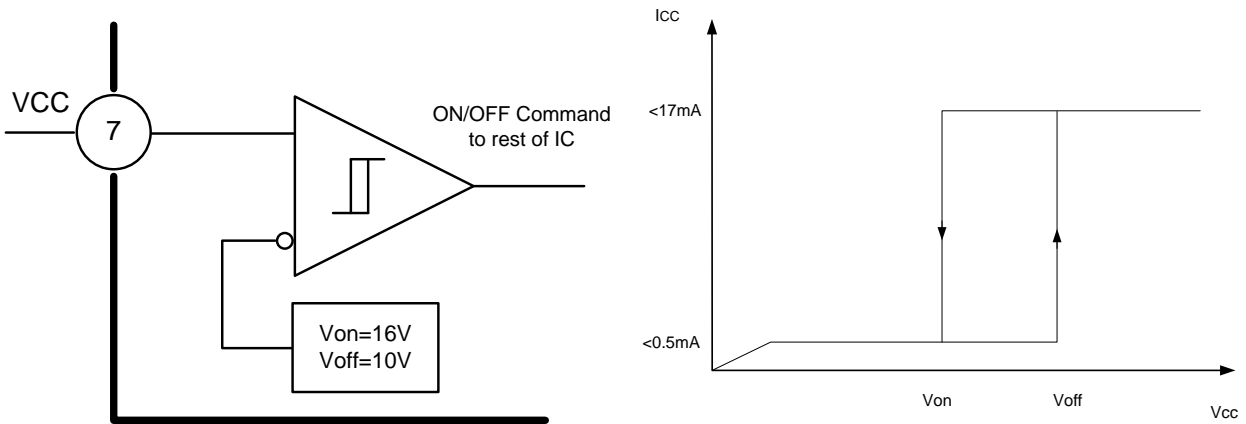 VCC
7
ON/OFF Command
to rest of IC
Von=16V
Voff=10V
Icc
<17mA
<0.5mA
Von
Voff
Vcc